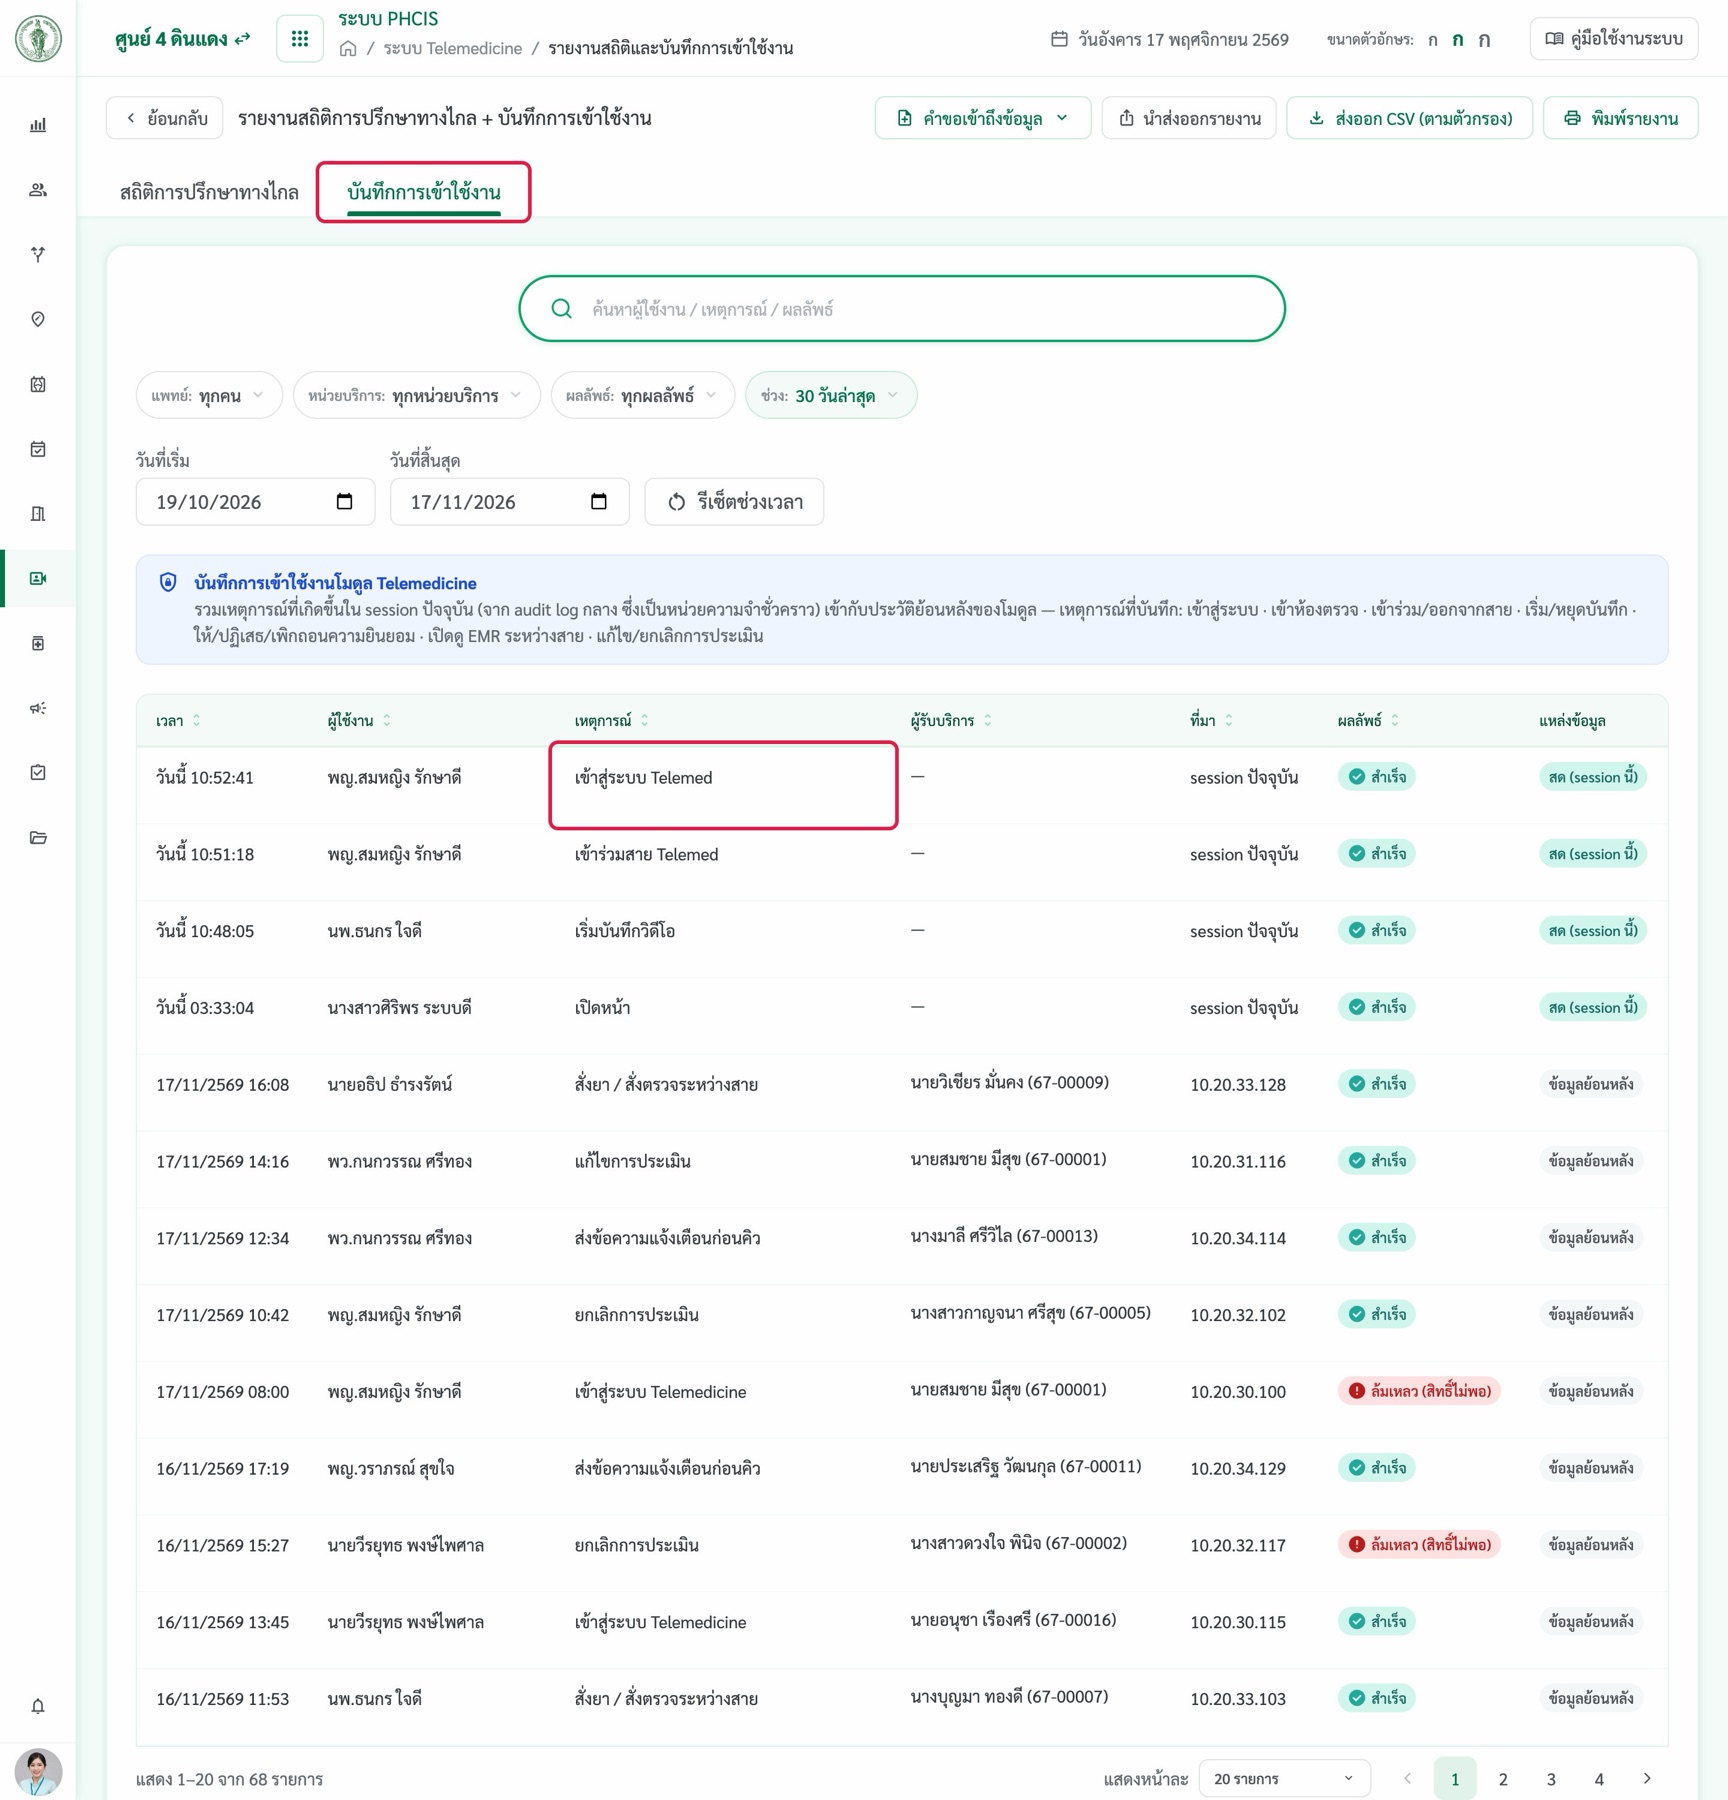 ศูนย์ 4 ดินแดง
ระบบ PHCIS
/ ระบบ Telemedicine / รายงานสถิติและบันทึกการเข้าใช้งาน
วันอังคาร 17 พฤศจิกายน 2569
ขนาดตัวอักษร: ก ก ก
คู่มือใช้งานระบบ
ย้อนกลับ
รายงานสถิติการปรึกษาทางไกล + บันทึกการเข้าใช้งาน
คำขอเข้าถึงข้อมูล
นำส่งออกรายงาน
ส่งออก CSV (ตามตัวกรอง)
พิมพ์รายงาน
สถิติการปรึกษาทางไกล
บันทึกการเข้าใช้งาน
ค้นหาผู้ใช้งาน / เหตุการณ์ / ผลลัพธ์
แพทย์: ทุกคน
หน่วยบริการ: ทุกหน่วยบริการ
ผลลัพธ์: ทุกผลลัพธ์
ช่วง: 30 วันล่าสุด
วันที่เริ่ม
วันที่สิ้นสุด
19/10/2026
17/11/2026
รีเซ็ตช่วงเวลา
บันทึกการเข้าใช้งานโมดูล Telemedicine
รวมเหตุการณ์ที่เกิดขึ้นใน session ปัจจุบัน (จาก audit log กลาง ซึ่งเป็นหน่วยความจำชั่วคราว) เข้ากับประวัติย้อนหลังของโมดูล — เหตุการณ์ที่บันทึก: เข้าสู่ระบบ · เข้าห้องตรวจ · เข้าร่วม/ออกจากสาย · เริ่ม/หยุดบันทึก ·
ให้/ปฏิเสธ/เพิกถอนความยินยอม · เปิดดู EMR ระหว่างสาย · แก้ไข/ยกเลิกการประเมิน
เวลา ผู้ใช้งาน เหตุการณ์ ผู้รับบริการ ที่มา ผลลัพธ์ แหล่งข้อมูล
วันนี้ 10:52:41 พญ.สมหญิง รักษาดี เข้าสู่ระบบ Telemed — session ปัจจุบัน สำเร็จ สด (session นี้)
วันนี้ 10:51:18 พญ.สมหญิง รักษาดี เข้าร่วมสาย Telemed — session ปัจจุบัน สำเร็จ สด (session นี้)
วันนี้ 10:48:05 นพ.ธนกร ใจดี เริ่มบันทึกวิดีโอ — session ปัจจุบัน สำเร็จ สด (session นี้)
วันนี้ 03:33:04 นางสาวศิริพร ระบบดี เปิดหน้า — session ปัจจุบัน สำเร็จ สด (session นี้)
17/11/2569 16:08 นายอธิป ธำรงรัตน์ สั่งยา / สั่งตรวจระหว่างสาย นายวิเชียร มั่นคง (67-00009) 10.20.33.128 สำเร็จ ข้อมูลย้อนหลัง
17/11/2569 14:16 พว.กนกวรรณ ศรีทอง แก้ไขการประเมิน นายสมชาย มีสุข (67-00001) 10.20.31.116 สำเร็จ ข้อมูลย้อนหลัง
17/11/2569 12:34 พว.กนกวรรณ ศรีทอง ส่งข้อความแจ้งเตือนก่อนคิว นางมาลี ศรีวิไล (67-00013) 10.20.34.114 สำเร็จ ข้อมูลย้อนหลัง
17/11/2569 10:42 พญ.สมหญิง รักษาดี ยกเลิกการประเมิน นางสาวกาญจนา ศรีสุข (67-00005) 10.20.32.102 สำเร็จ ข้อมูลย้อนหลัง
17/11/2569 08:00 พญ.สมหญิง รักษาดี เข้าสู่ระบบ Telemedicine นายสมชาย มีสุข (67-00001) 10.20.30.100 ล้มเหลว (สิทธิ์ไม่พอ) ข้อมูลย้อนหลัง
16/11/2569 17:19 พญ.วราภรณ์ สุขใจ ส่งข้อความแจ้งเตือนก่อนคิว นายประเสริฐ วัฒนกุล (67-00011) 10.20.34.129 สำเร็จ ข้อมูลย้อนหลัง
16/11/2569 15:27 นายวีรยุทธ พงษ์ไพศาล ยกเลิกการประเมิน นางสาวดวงใจ พินิจ (67-00002) 10.20.32.117 ล้มเหลว (สิทธิ์ไม่พอ) ข้อมูลย้อนหลัง
16/11/2569 13:45 นายวีรยุทธ พงษ์ไพศาล เข้าสู่ระบบ Telemedicine นายอนุชา เรืองศรี (67-00016) 10.20.30.115 สำเร็จ ข้อมูลย้อนหลัง
16/11/2569 11:53 นพ.ธนกร ใจดี สั่งยา / สั่งตรวจระหว่างสาย นางบุญมา ทองดี (67-00007) 10.20.33.103 สำเร็จ ข้อมูลย้อนหลัง
แสดง 1–20 จาก 68 รายการ
แสดงหน้าละ 20 รายการ 1 2 3 4